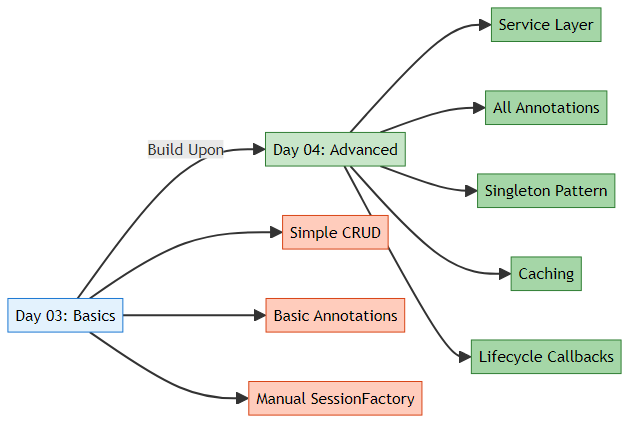 Service Layer
All Annotations
Build Upon
Day 04: Advanced
Singleton Pattern
Simple CRUD
Caching
Day 03: Basics
Basic Annotations
Lifecycle Callbacks
Manual SessionFactory